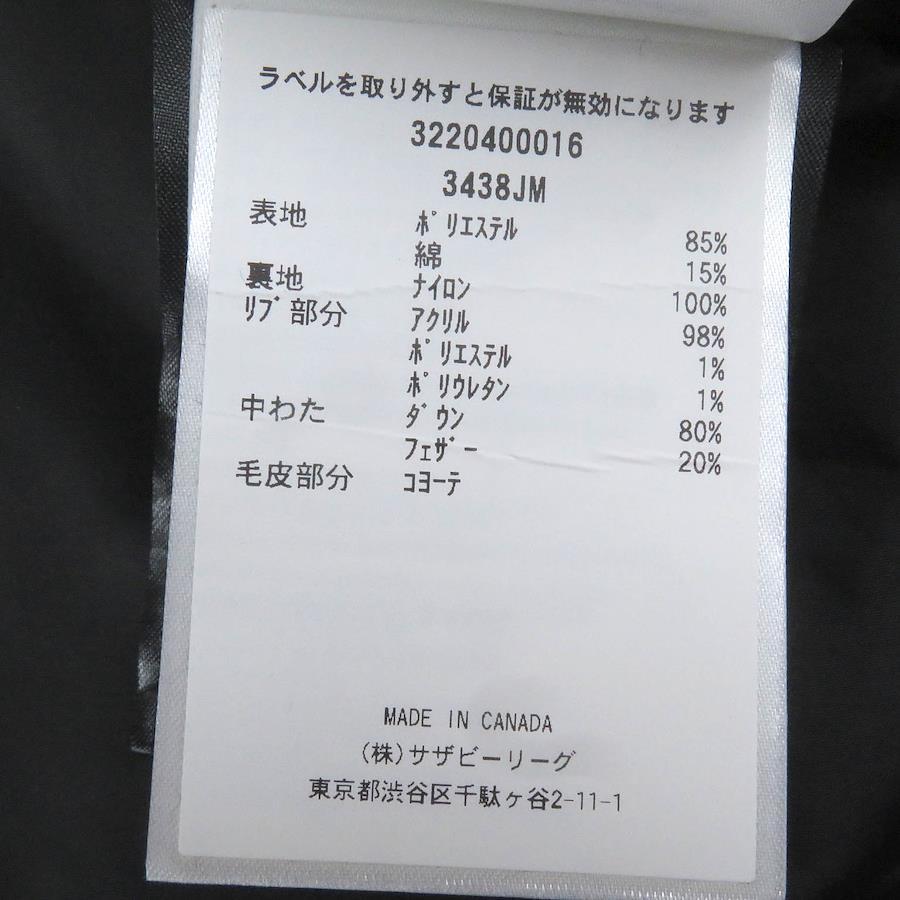 ラベルを取り外すと保証が無効になります
3220400016
3438JM
表地 ﾎﾟﾘｴｽﾃﾙ 85%
綿 15%
裏地 ﾅｲﾛﾝ 100%
ﾘﾌﾞ部分 ｱｸﾘﾙ 98%
ﾎﾟﾘｴｽﾃﾙ 1%
ﾎﾟﾘｳﾚﾀﾝ 1%
中わた ﾀﾞｳﾝ 80%
ﾌｪｻﾞｰ 20%
毛皮部分 ｺﾖｰﾃ
MADE IN CANADA
(株)サザビーリーグ
東京都渋谷区千駄ヶ谷2-11-1